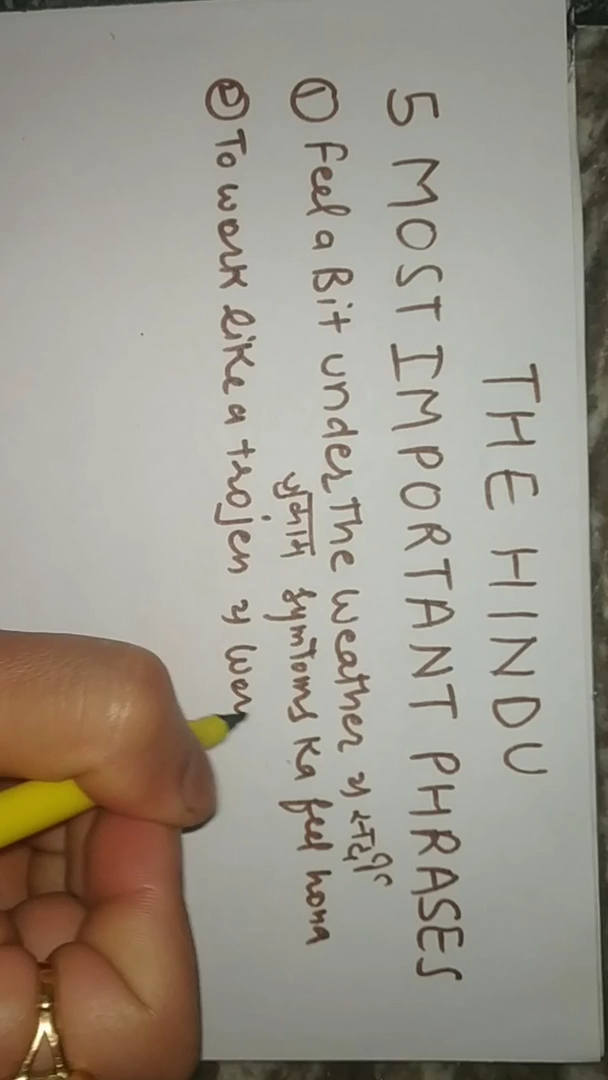 THE HINDU
5 MOST IMPORTANT PHRASES
① feel a Bit under The weather
जुकाम symtoms Ka feel hona
② To work like a trojen ⇒ wor